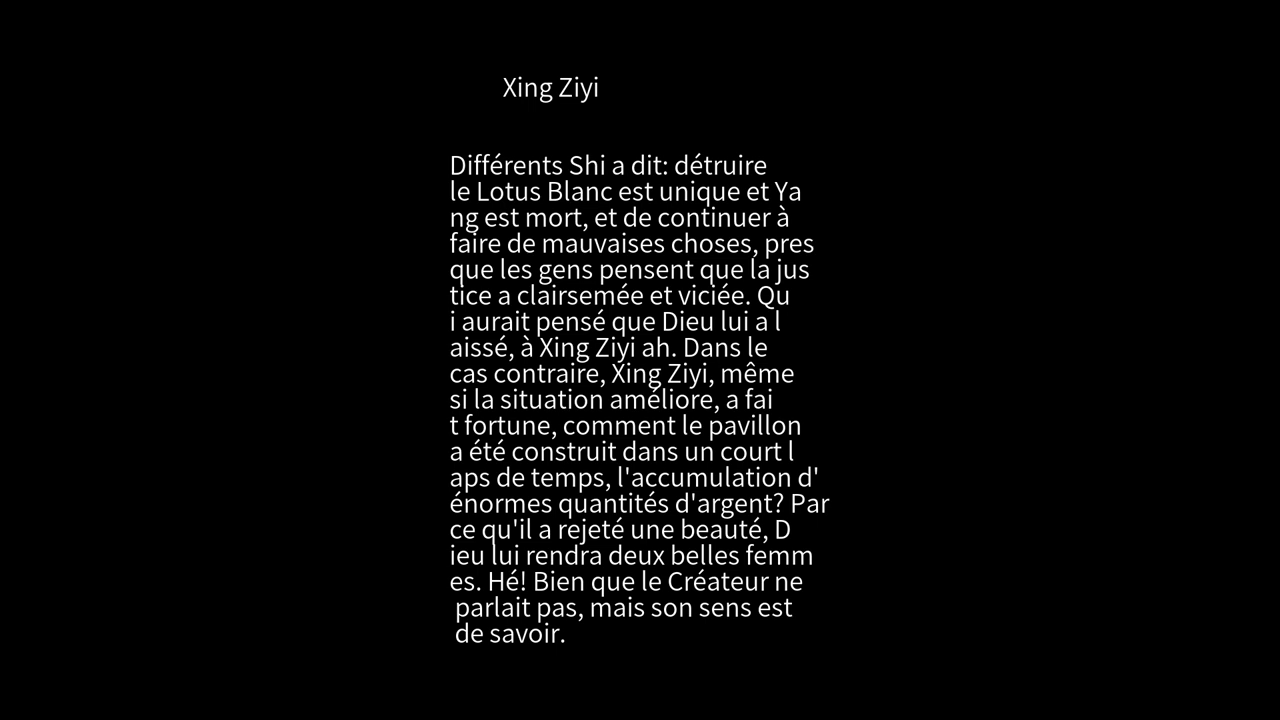 Xing Ziyi
Différents Shi a dit: détruire
le Lotus Blanc est unique et Ya
ng est mort, et de continuer à
faire de mauvaises choses, pres
que les gens pensent que la jus
tice a clairsemée et viciée. Qu
i aurait pensé que Dieu lui a l
aissé, à Xing Ziyi ah. Dans le
cas contraire, Xing Ziyi, même
si la situation améliore, a fai
t fortune, comment le pavillon
a été construit dans un court l
aps de temps, l'accumulation d'
énormes quantités d'argent? Par
ce qu'il a rejeté une beauté, D
ieu lui rendra deux belles femm
es. Hé! Bien que le Créateur ne
parlait pas, mais son sens est
de savoir.